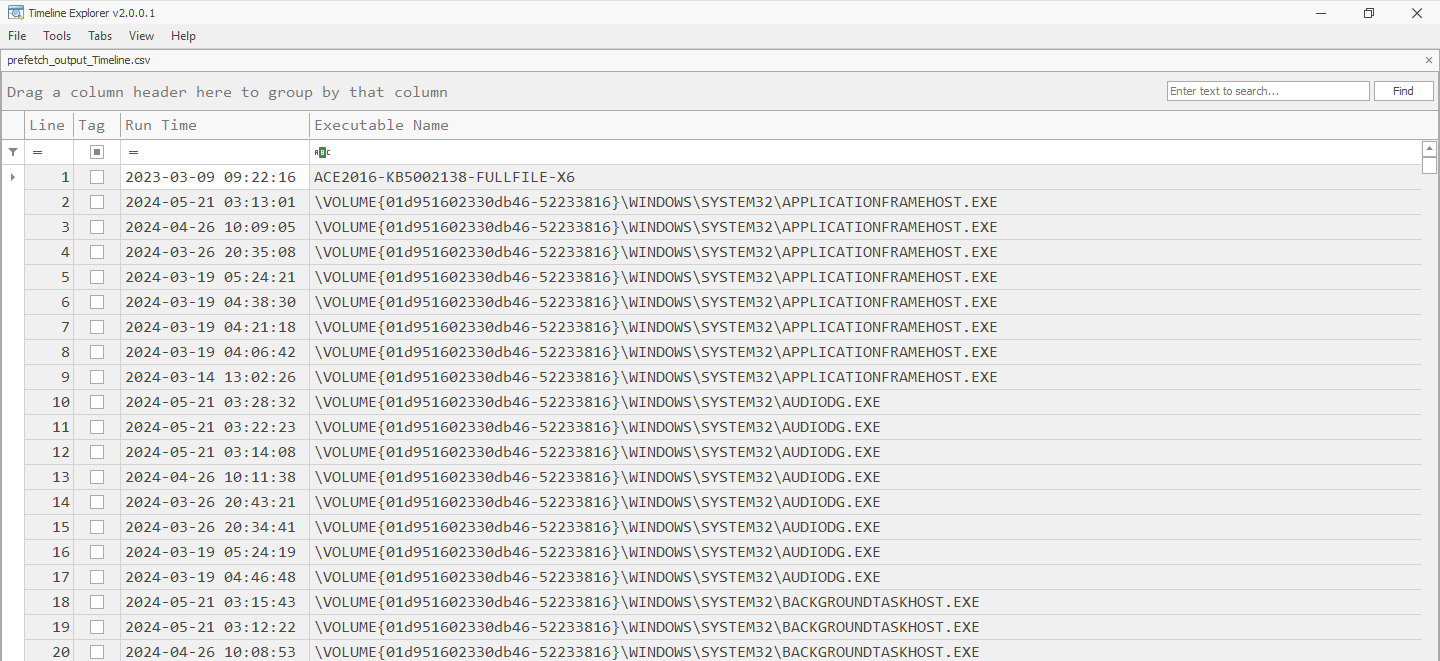 Timeline Explorer v2.0.0.1
File Tools Tabs View Help
prefetch_output_Timeline.csv
Drag a column header here to group by that column
Enter text to search... Find
Line Tag Run Time Executable Name
= = ABC
1 2023-03-09 09:22:16 ACE2016-KB5002138-FULLFILE-X6
2 2024-05-21 03:13:01 \VOLUME{01d951602330db46-52233816}\WINDOWS\SYSTEM32\APPLICATIONFRAMEHOST.EXE
3 2024-04-26 10:09:05 \VOLUME{01d951602330db46-52233816}\WINDOWS\SYSTEM32\APPLICATIONFRAMEHOST.EXE
4 2024-03-26 20:35:08 \VOLUME{01d951602330db46-52233816}\WINDOWS\SYSTEM32\APPLICATIONFRAMEHOST.EXE
5 2024-03-19 05:24:21 \VOLUME{01d951602330db46-52233816}\WINDOWS\SYSTEM32\APPLICATIONFRAMEHOST.EXE
6 2024-03-19 04:38:30 \VOLUME{01d951602330db46-52233816}\WINDOWS\SYSTEM32\APPLICATIONFRAMEHOST.EXE
7 2024-03-19 04:21:18 \VOLUME{01d951602330db46-52233816}\WINDOWS\SYSTEM32\APPLICATIONFRAMEHOST.EXE
8 2024-03-19 04:06:42 \VOLUME{01d951602330db46-52233816}\WINDOWS\SYSTEM32\APPLICATIONFRAMEHOST.EXE
9 2024-03-14 13:02:26 \VOLUME{01d951602330db46-52233816}\WINDOWS\SYSTEM32\APPLICATIONFRAMEHOST.EXE
10 2024-05-21 03:28:32 \VOLUME{01d951602330db46-52233816}\WINDOWS\SYSTEM32\AUDIODG.EXE
11 2024-05-21 03:22:23 \VOLUME{01d951602330db46-52233816}\WINDOWS\SYSTEM32\AUDIODG.EXE
12 2024-05-21 03:14:08 \VOLUME{01d951602330db46-52233816}\WINDOWS\SYSTEM32\AUDIODG.EXE
13 2024-04-26 10:11:38 \VOLUME{01d951602330db46-52233816}\WINDOWS\SYSTEM32\AUDIODG.EXE
14 2024-03-26 20:43:21 \VOLUME{01d951602330db46-52233816}\WINDOWS\SYSTEM32\AUDIODG.EXE
15 2024-03-26 20:34:41 \VOLUME{01d951602330db46-52233816}\WINDOWS\SYSTEM32\AUDIODG.EXE
16 2024-03-19 05:24:19 \VOLUME{01d951602330db46-52233816}\WINDOWS\SYSTEM32\AUDIODG.EXE
17 2024-03-19 04:46:48 \VOLUME{01d951602330db46-52233816}\WINDOWS\SYSTEM32\AUDIODG.EXE
18 2024-05-21 03:15:43 \VOLUME{01d951602330db46-52233816}\WINDOWS\SYSTEM32\BACKGROUNDTASKHOST.EXE
19 2024-05-21 03:12:22 \VOLUME{01d951602330db46-52233816}\WINDOWS\SYSTEM32\BACKGROUNDTASKHOST.EXE
20 2024-04-26 10:08:53 \VOLUME{01d951602330db46-52233816}\WINDOWS\SYSTEM32\BACKGROUNDTASKHOST.EXE